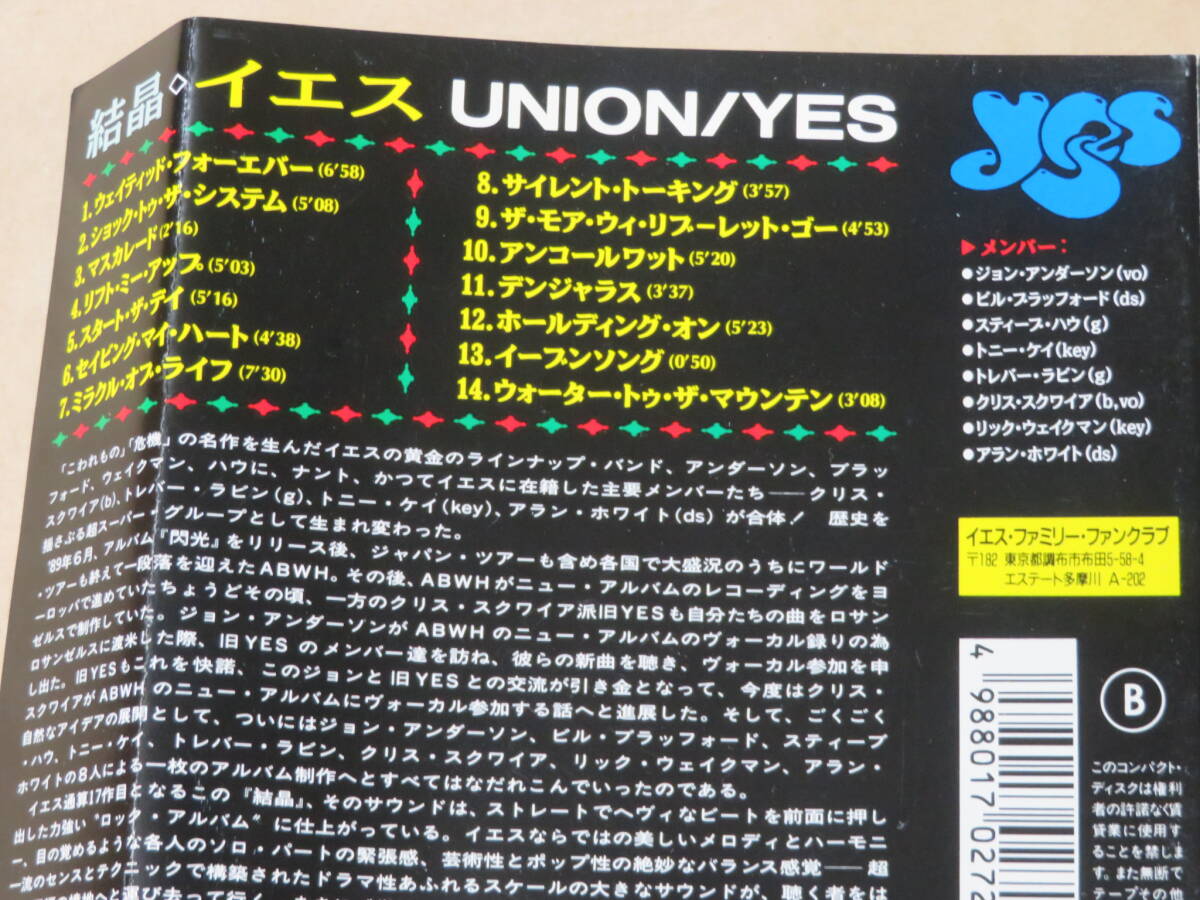 結晶◇イエス UNION/YES
1.ウェイティッド・フォーエバー(6'58)
2.ショック・トゥ・ザ・システム(5'08)
3.マスカレード(2'16)
4.リフト・ミー・アップ(5'03)
5.スタート・ザ・デイ(5'16)
6.セイビング・マイ・ハート(4'38)
7.ミラクル・オブ・ライフ(7'30)
8.サイレント・トーキング(3'57)
9.ザ・モア・ウィ・リブーレット・ゴー(4'53)
10.アンコールワット(5'20)
11.デンジャラス(3'37)
12.ホールディング・オン(5'23)
13.イーブンソング(0'50)
14.ウォーター・トゥ・ザ・マウンテン(3'08)
「こわれもの」「危機」の名作を生んだイエスの黄金のラインナップ・バンド、アンダーソン、ブラッ
フォード、ウェイクマン、ハウに、ナント、かつてイエスに在籍した主要メンバーたち——クリス・
スクワイア(b)、トレバー・ラビン(g)、トニー・ケイ(key)、アラン・ホワイト(ds)が合体! 歴史を
揺さぶる超スーパー・グループとして生まれ変わった。
'89年6月、アルバム『閃光』をリリース後、ジャパン・ツアーも含め各国で大盛況のうちにワールド
・ツアーも終えて一段落を迎えたABWH。その後、ABWHがニュー・アルバムのレコーディングをヨ
ーロッパで進めていたちょうどその頃、一方のクリス・スクワイア派旧YESも自分たちの曲をロサン
ゼルスで制作していた。ジョン・アンダーソンがABWHのニュー・アルバムのヴォーカル録りの為
ロサンゼルスに渡米した際、旧YESのメンバー達を訪ね、彼らの新曲を聴き、ヴォーカル参加を申
し出た。旧YESもこれを快諾、このジョンと旧YESとの交流が引き金となって、今度はクリス・
スクワイアがABWHのニュー・アルバムにヴォーカル参加する話へと進展した。そして、ごくごく
自然なアイデアの展開として、ついにはジョン・アンダーソン、ビル・ブラッフォード、スティーブ
・ハウ、トニー・ケイ、トレバー・ラビン、クリス・スクワイア、リック・ウェイクマン、アラン・
ホワイトの8人による一枚のアルバム制作へとすべてはなだれこんでいったのである。
イエス通算17作目となるこの『結晶』、そのサウンドは、ストレートでヘヴィなビートを前面に押し
出した力強い“ロック・アルバム”に仕上がっている。イエスならではの美しいメロディとハーモニ
ー、目の覚めるような各人のソロ・パートの緊張感、芸術性とポップ性の絶妙なバランス感覚——超
一流のセンスとテクニックで構築されたドラマ性あふれるスケールの大きなサウンドが、聴く者をは
へと運び去って行く。
yes
▶メンバー:
●ジョン・アンダーソン(vo)
●ビル・ブラッフォード(ds)
●スティーブ・ハウ(g)
●トニー・ケイ(key)
●トレバー・ラビン(g)
●クリス・スクワイア(b,vo)
●リック・ウェイクマン(key)
●アラン・ホワイト(ds)
イエス・ファミリー・ファンクラブ
〒182 東京都調布市布田5-58-4
エステート多摩川 A-202
4 988017 0272
B
このコンパクト・
ディスクは権利
者の許諾なく賃
貸業に使用す
ることを禁じま
す。また無断で
テープその他